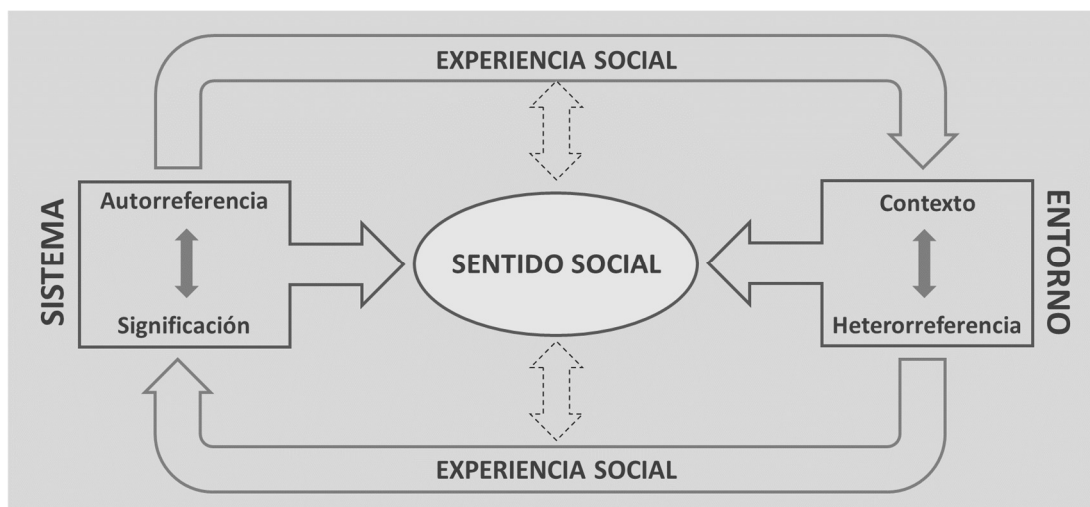 EXPERIENCIA SOCIAL
SISTEMA
Autorreferencia
Significación
SENTIDO SOCIAL
Contexto
Heterorreferencia
ENTORNO
EXPERIENCIA SOCIAL